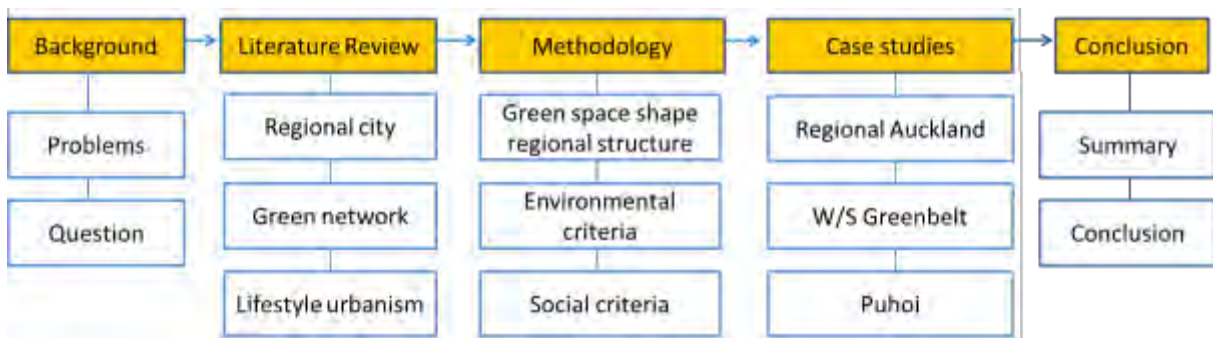 Background
Literature Review
Methodology
Case studies
Conclusion
Problems
Question
Regional city
Green network
Lifestyle urbanism
Green space shape
regional structure
Environmental
criteria
Social criteria
Regional Auckland
W/S Greenbelt
Puhoi
Summary
Conclusion